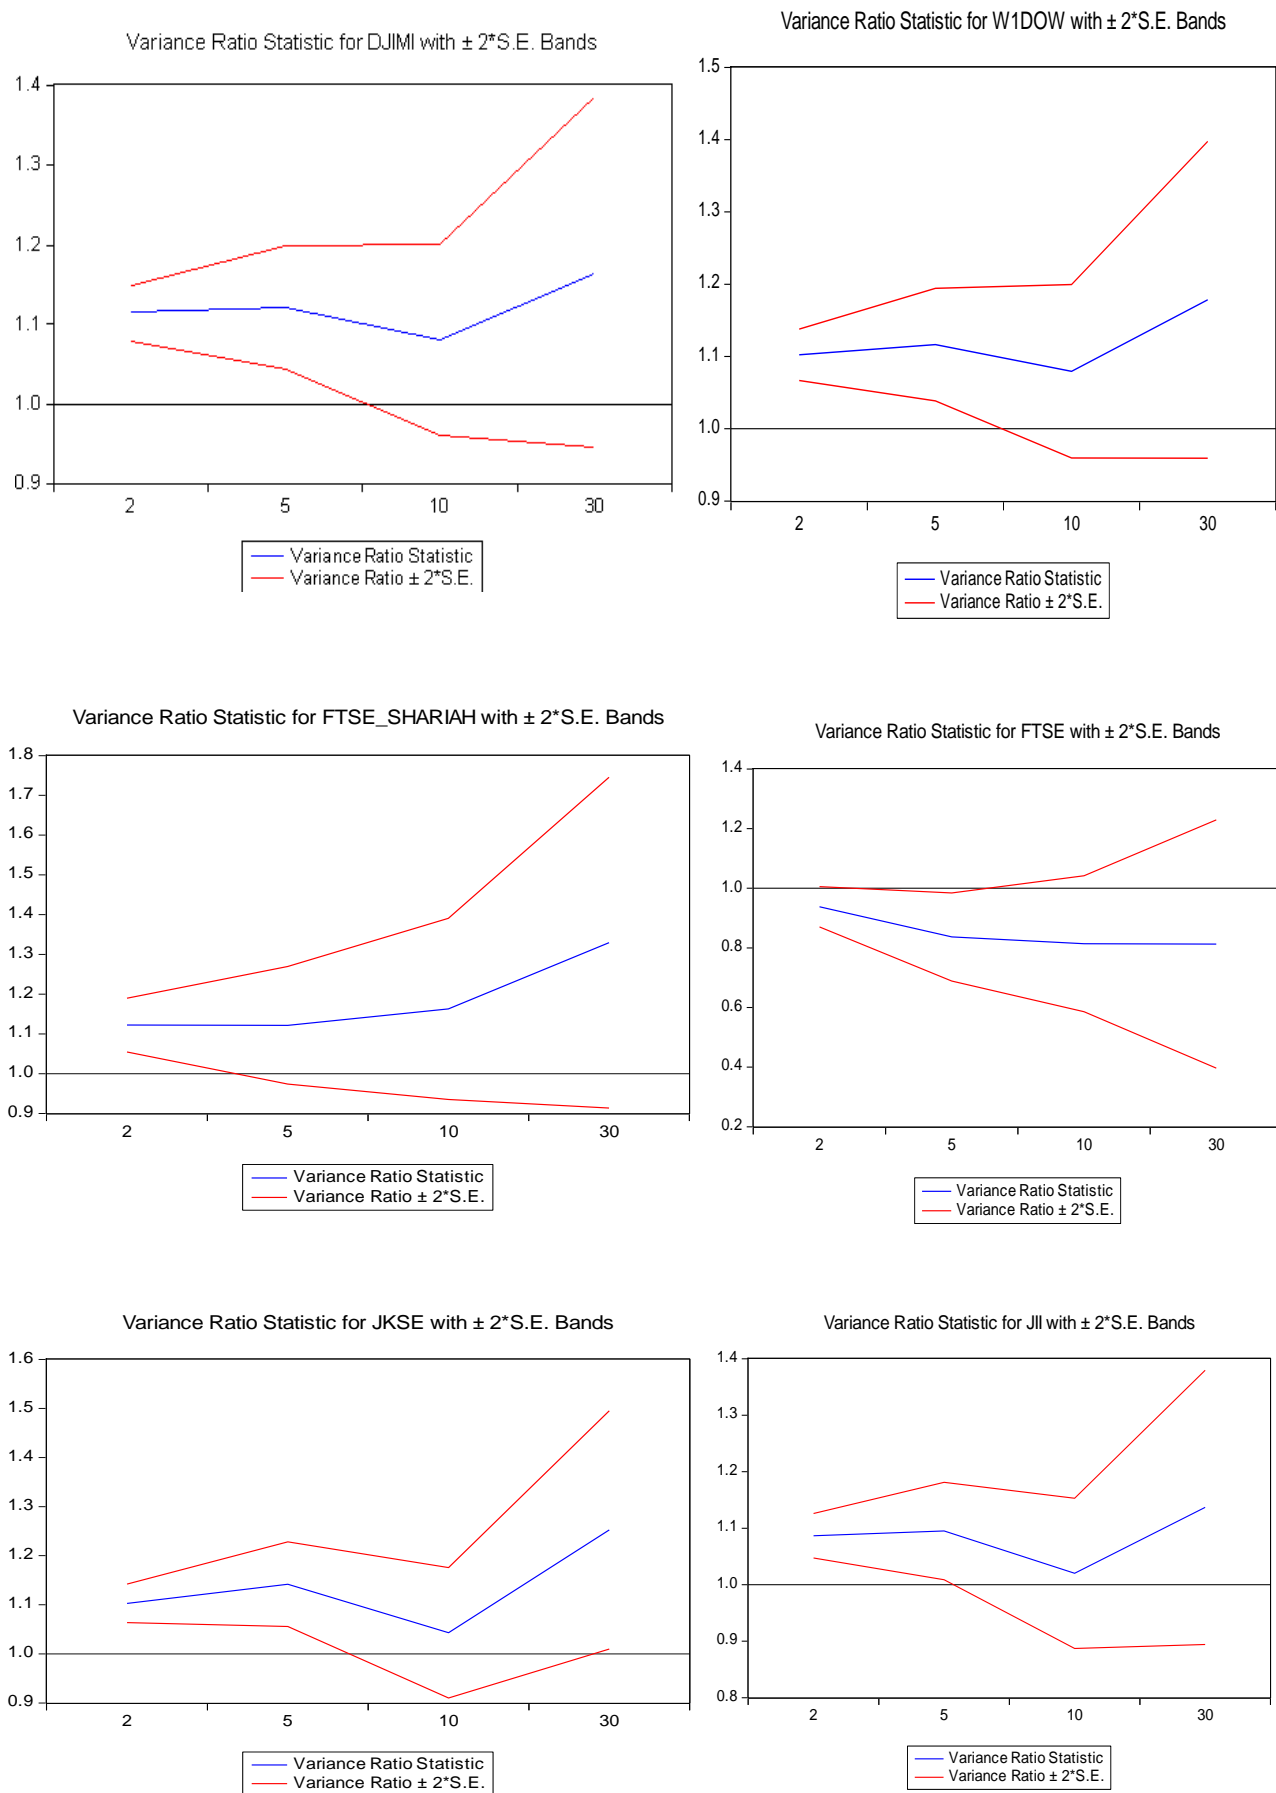 Variance Ratio Statistic for DJIMI with ± 2*S.E. Bands
1.4
1.3
1.2
1.1
1.0
0.9
2 5 10 30
Variance Ratio Statistic
Variance Ratio ± 2*S.E.
Variance Ratio Statistic for W1DOW with ± 2*S.E. Bands
1.5
1.4
1.3
1.2
1.1
1.0
0.9
2 5 10 30
Variance Ratio Statistic
Variance Ratio ± 2*S.E.
Variance Ratio Statistic for FTSE_SHARIAH with ± 2*S.E. Bands
1.8
1.7
1.6
1.5
1.4
1.3
1.2
1.1
1.0
0.9
2 5 10 30
Variance Ratio Statistic
Variance Ratio ± 2*S.E.
Variance Ratio Statistic for FTSE with ± 2*S.E. Bands
1.4
1.2
1.0
0.8
0.6
0.4
0.2
2 5 10 30
Variance Ratio Statistic
Variance Ratio ± 2*S.E.
Variance Ratio Statistic for JKSE with ± 2*S.E. Bands
1.6
1.5
1.4
1.3
1.2
1.1
1.0
0.9
2 5 10 30
Variance Ratio Statistic
Variance Ratio ± 2*S.E.
Variance Ratio Statistic for JII with ± 2*S.E. Bands
1.4
1.3
1.2
1.1
1.0
0.9
0.8
2 5 10 30
Variance Ratio Statistic
Variance Ratio ± 2*S.E.